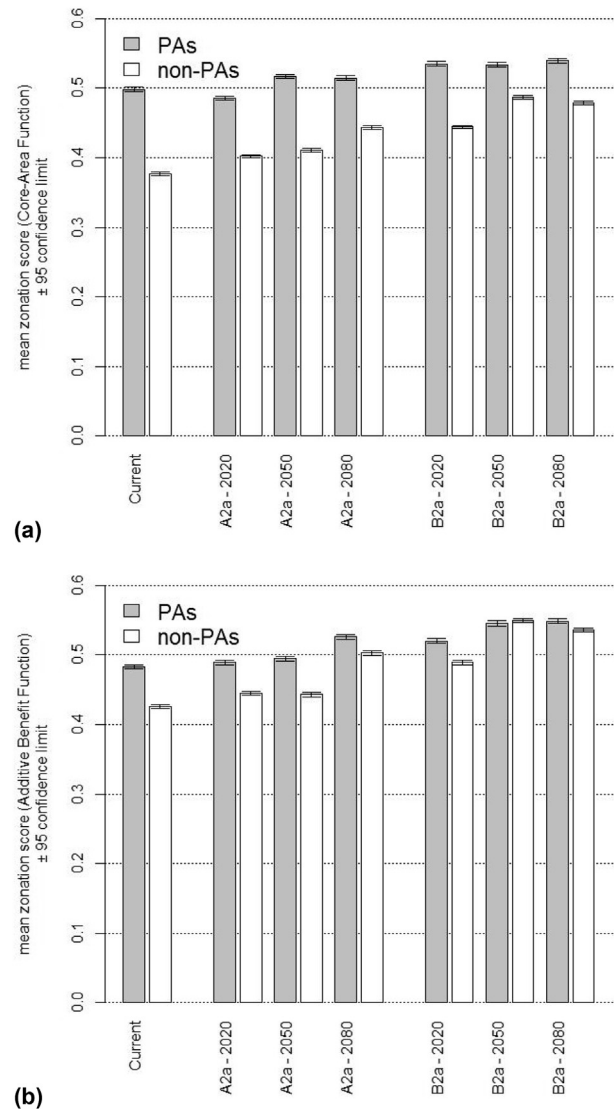 0.6
0.5
0.4
0.3
0.2
0.1
0.0
mean zonation score (Core-Area Function)
± 95 confidence limit
PAs
non-PAs
Current
A2a - 2020
A2a - 2050
A2a - 2080
B2a - 2020
B2a - 2050
B2a - 2080
(a)
0.6
0.5
0.4
0.3
0.2
0.1
0.0
mean zonation score (Additive Benefit Function)
± 95 confidence limit
PAs
non-PAs
Current
A2a - 2020
A2a - 2050
A2a - 2080
B2a - 2020
B2a - 2050
B2a - 2080
(b)